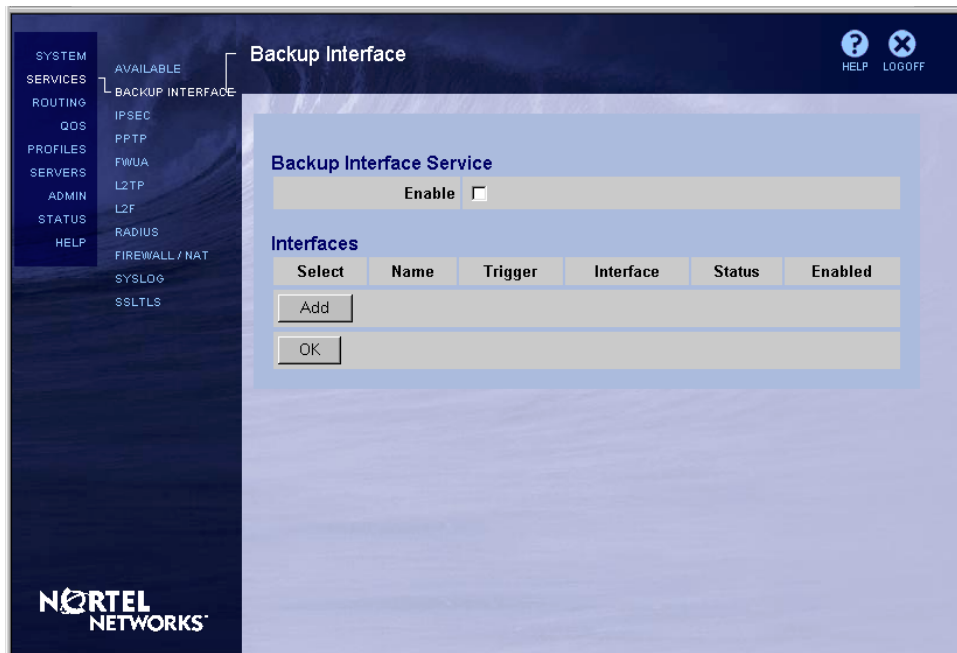 SYSTEM
SERVICES
ROUTING
QOS
PROFILES
SERVERS
ADMIN
STATUS
HELP
AVAILABLE
BACKUP INTERFACE
IPSEC
PPTP
FWUA
L2TP
L2F
RADIUS
FIREWALL / NAT
SYSLOG
SSLTLS
Backup Interface
HELP LOGOFF
Backup Interface Service
Enable
Interfaces
Select Name Trigger Interface Status Enabled
Add
OK
NORTEL
NETWORKS™